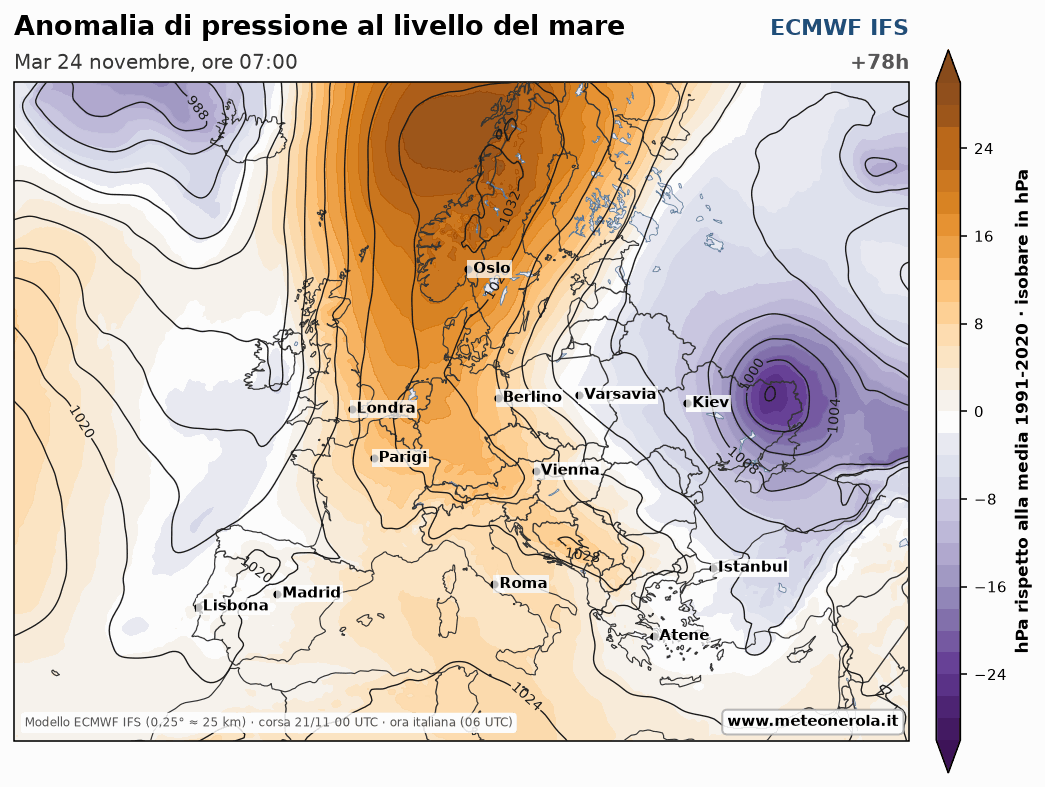 Anomalia di pressione al livello del mare
ECMWF IFS
Mar 24 novembre, ore 07:00
+78h
988
1032
Oslo
1020
Londra
Berlino
Varsavia
Kiev
1000
1004
1008
Parigi
Vienna
1028
1020
Istanbul
Roma
Madrid
Lisbona
Atene
1024
Modello ECMWF IFS (0,25° ≈ 25 km) · corsa 21/11 00 UTC · ora italiana (06 UTC)
www.meteonerola.it
24
16
8
0
−8
−16
−24
hPa rispetto alla media 1991-2020 · isobare in hPa